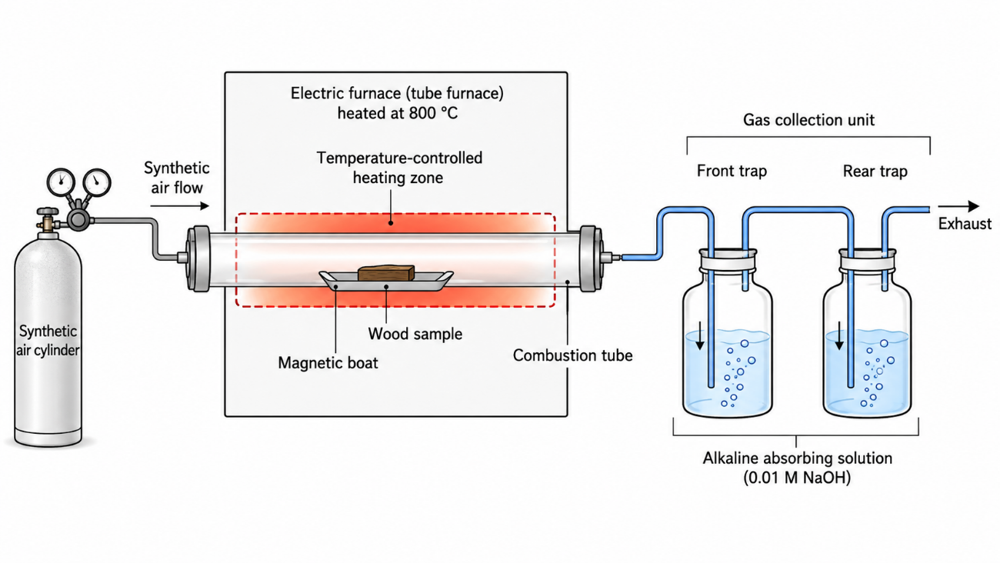 Electric furnace (tube furnace)
heated at 800 °C
Gas collection unit
Temperature-controlled
heating zone
Synthetic
air flow
Front trap
Rear trap
Exhaust
Synthetic
air cylinder
Wood sample
Magnetic boat
Combustion tube
Alkaline absorbing solution
(0.01 M NaOH)